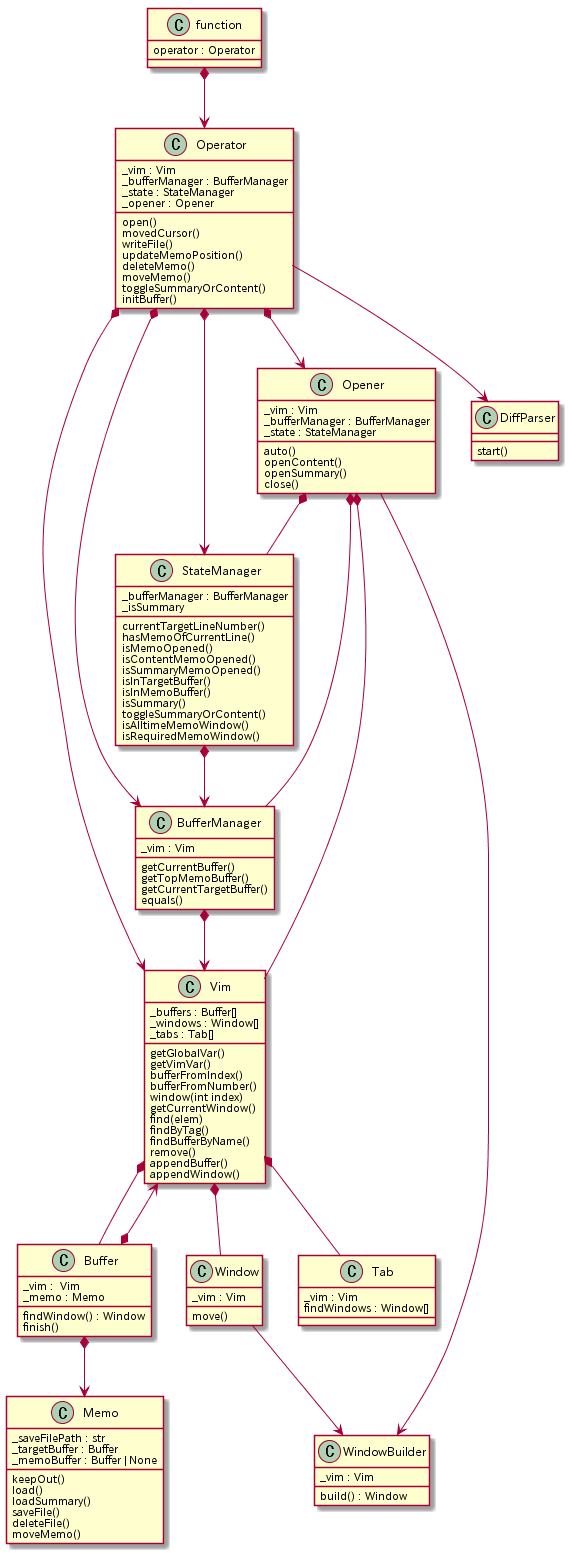 C function
operator : Operator
C Operator
_vim : Vim
_bufferManager : BufferManager
_state : StateManager
_opener : Opener
open()
movedCursor()
writeFile()
updateMemoPosition()
deleteMemo()
moveMemo()
toggleSummaryOrContent()
initBuffer()
C Opener
_vim : Vim
_bufferManager : BufferManager
_state : StateManager
auto()
openContent()
openSummary()
close()
C DiffParser
start()
C StateManager
_bufferManager : BufferManager
_isSummary
currentTargetLineNumber()
hasMemoOfCurrentLine()
isMemoOpened()
isContentMemoOpened()
isSummaryMemoOpened()
isInTargetBuffer()
isInMemoBuffer()
isSummary()
toggleSummaryOrContent()
isAlltimeMemoWindow()
isRequiredMemoWindow()
C BufferManager
_vim : Vim
getCurrentBuffer()
getTopMemoBuffer()
getCurrentTargetBuffer()
equals()
C Vim
_buffers : Buffer[]
_windows : Window[]
_tabs : Tab[]
getGlobalVar()
getVimVar()
bufferFromIndex()
bufferFromNumber()
window(int index)
getCurrentWindow()
find(elem)
findByTag()
findBufferByName()
remove()
appendBuffer()
appendWindow()
C Buffer
_vim : Vim
_memo : Memo
findWindow() : Window
finish()
C Window
_vim : Vim
move()
C Tab
_vim : Vim
findWindows : Window[]
C Memo
_saveFilePath : str
_targetBuffer : Buffer
_memoBuffer : Buffer | None
keepOut()
load()
loadSummary()
saveFile()
deleteFile()
moveMemo()
C WindowBuilder
_vim : Vim
build() : Window